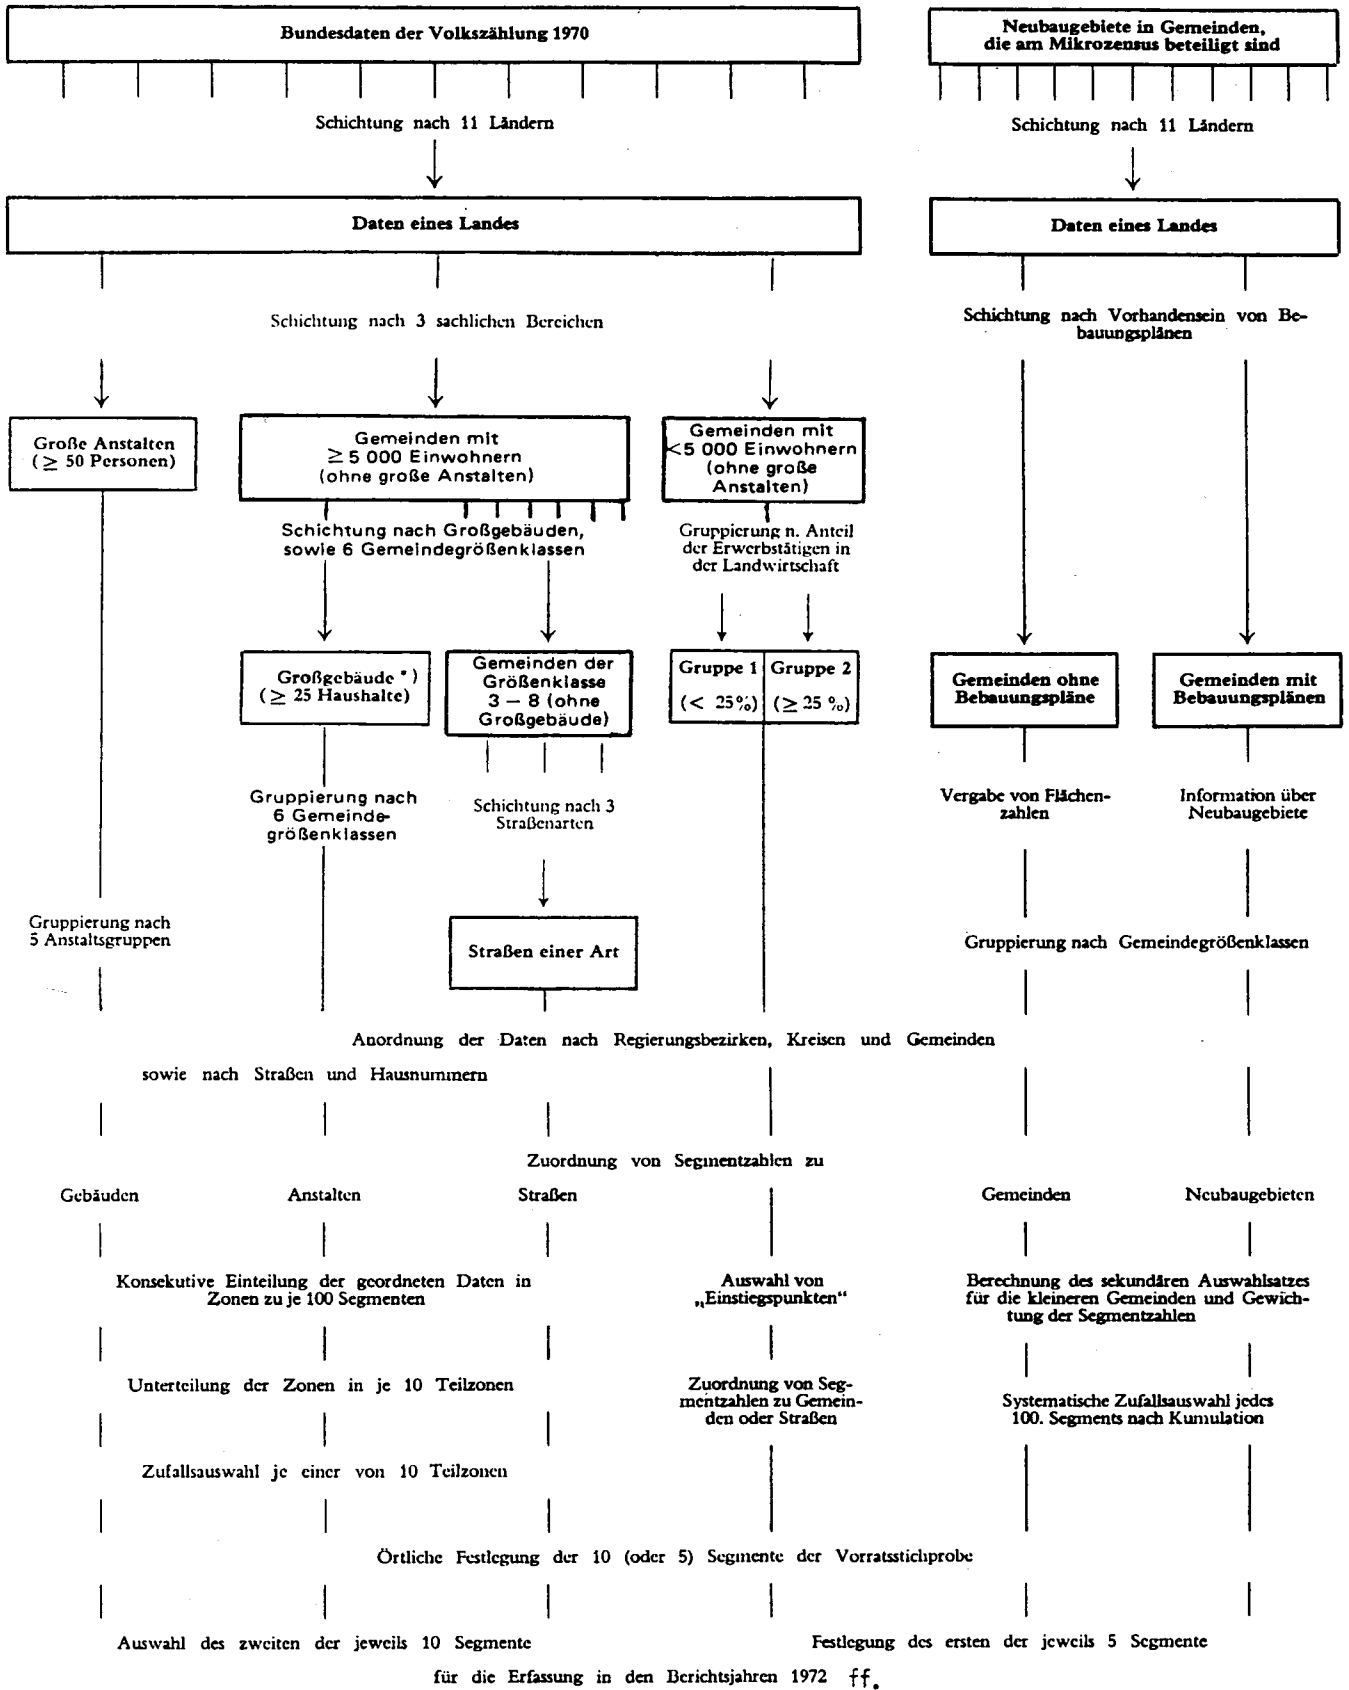 Bundesdaten der Volkszählung 1970
Neubaugebiete in Gemeinden,
die am Mikrozensus beteiligt sind
Schichtung nach 11 Ländern
Schichtung nach 11 Ländern
Daten eines Landes
Daten eines Landes
Schichtung nach 3 sachlichen Bereichen
Schichtung nach Vorhandensein von Be-
bauungsplänen
Große Anstalten
(≥ 50 Personen)
Gemeinden mit
≥ 5 000 Einwohnern
(ohne große Anstalten)
Gemeinden mit
<5 000 Einwohnern
(ohne große
Anstalten)
Schichtung nach Großgebäuden,
sowie 6 Gemeindegrößenklassen
Gruppierung n. Anteil
der Erwerbstätigen in
der Landwirtschaft
Großgebäude *)
(≥ 25 Haushalte)
Gemeinden der
Größenklasse
3 – 8 (ohne
Großgebäude)
Gruppe 1
(< 25%)
Gruppe 2
(≥ 25 %)
Gemeinden ohne
Bebauungspläne
Gemeinden mit
Bebauungsplänen
Gruppierung nach
6 Gemeinde-
größenklassen
Schichtung nach 3
Straßenarten
Vergabe von Flächen-
zahlen
Information über
Neubaugebiete
Gruppierung nach
5 Anstaltsgruppen
Straßen einer Art
Gruppierung nach Gemeindegrößenklassen
Anordnung der Daten nach Regierungsbezirken, Kreisen und Gemeinden
sowie nach Straßen und Hausnummern
Zuordnung von Segmentzahlen zu
Gebäuden Anstalten Straßen Gemeinden Neubaugebieten
Konsekutive Einteilung der geordneten Daten in
Zonen zu je 100 Segmenten
Auswahl von
„Einstiegspunkten“
Berechnung des sekundären Auswahlsatzes
für die kleineren Gemeinden und Gewich-
tung der Segmentzahlen
Unterteilung der Zonen in je 10 Teilzonen
Zuordnung von Seg-
mentzahlen zu Gemein-
den oder Straßen
Systematische Zufallsauswahl jedes
100. Segments nach Kumulation
Zufallsauswahl je einer von 10 Teilzonen
Örtliche Festlegung der 10 (oder 5) Segmente der Vorratsstichprobe
Auswahl des zweiten der jeweils 10 Segmente
Festlegung des ersten der jeweils 5 Segmente
für die Erfassung in den Berichtsjahren 1972 ff.